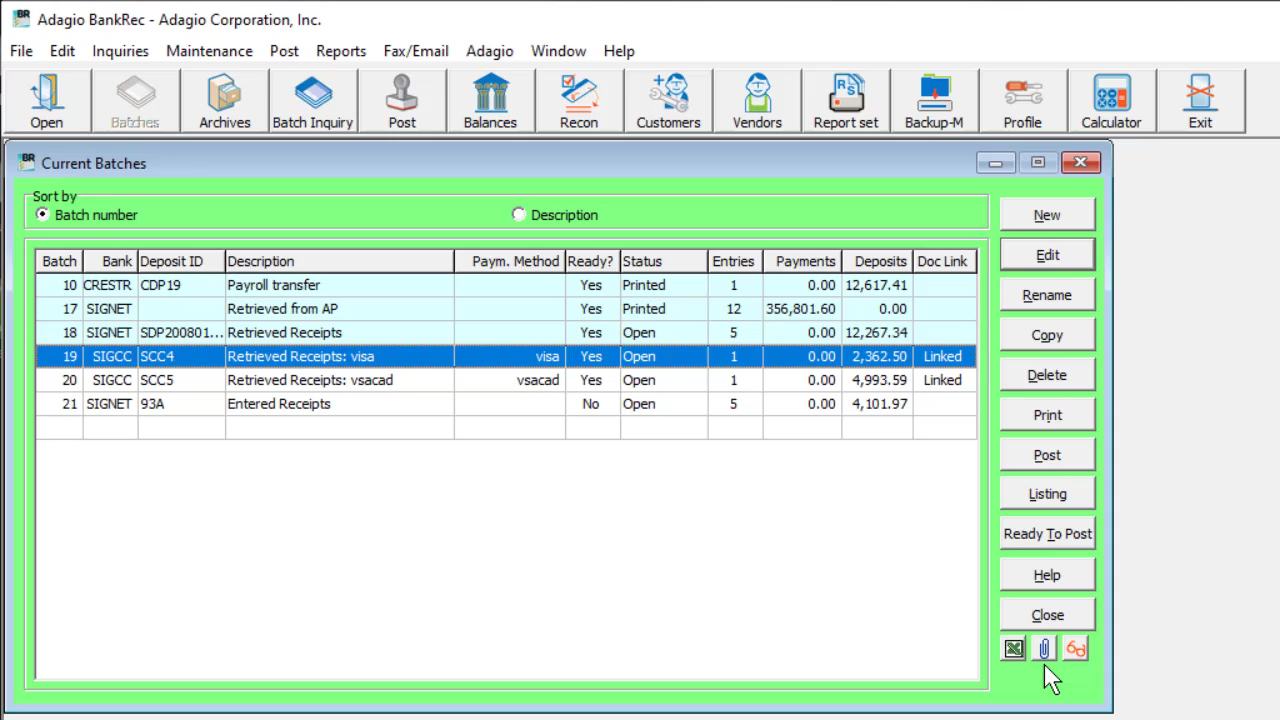 BR Adagio BankRec - Adagio Corporation, Inc.
File Edit Inquiries Maintenance Post Reports Fax/Email Adagio Window Help
Open Batches Archives Batch Inquiry Post Balances Recon Customers Vendors Report set Backup-M Profile Calculator Exit
BR Current Batches
Sort by
Batch number Description
Batch Bank Deposit ID Description Paym. Method Ready? Status Entries Payments Deposits Doc Link
10 CRESTR CDP19 Payroll transfer Yes Printed 1 0.00 12,617.41
17 SIGNET Retrieved from AP Yes Printed 12 356,801.60 0.00
18 SIGNET SDP200801... Retrieved Receipts Yes Open 5 0.00 12,267.34
19 SIGCC SCC4 Retrieved Receipts: visa visa Yes Open 1 0.00 2,362.50 Linked
20 SIGCC SCC5 Retrieved Receipts: vsacad vsacad Yes Open 1 0.00 4,993.59 Linked
21 SIGNET 93A Entered Receipts No Open 5 0.00 4,101.97
New
Edit
Rename
Copy
Delete
Print
Post
Listing
Ready To Post
Help
Close